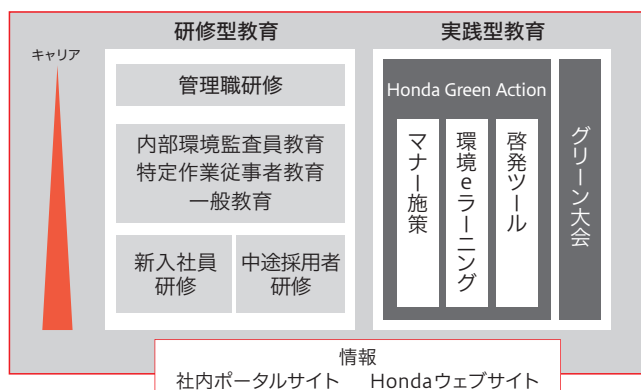 キャリア
研修型教育
管理職研修
内部環境監査員教育
特定作業従事者教育
一般教育
新入社員
研修
中途採用者
研修
実践型教育
Honda Green Action
マナー施策
環境eラーニング
啓発ツール
グリーン大会
情報
社内ポータルサイト　Hondaウェブサイト